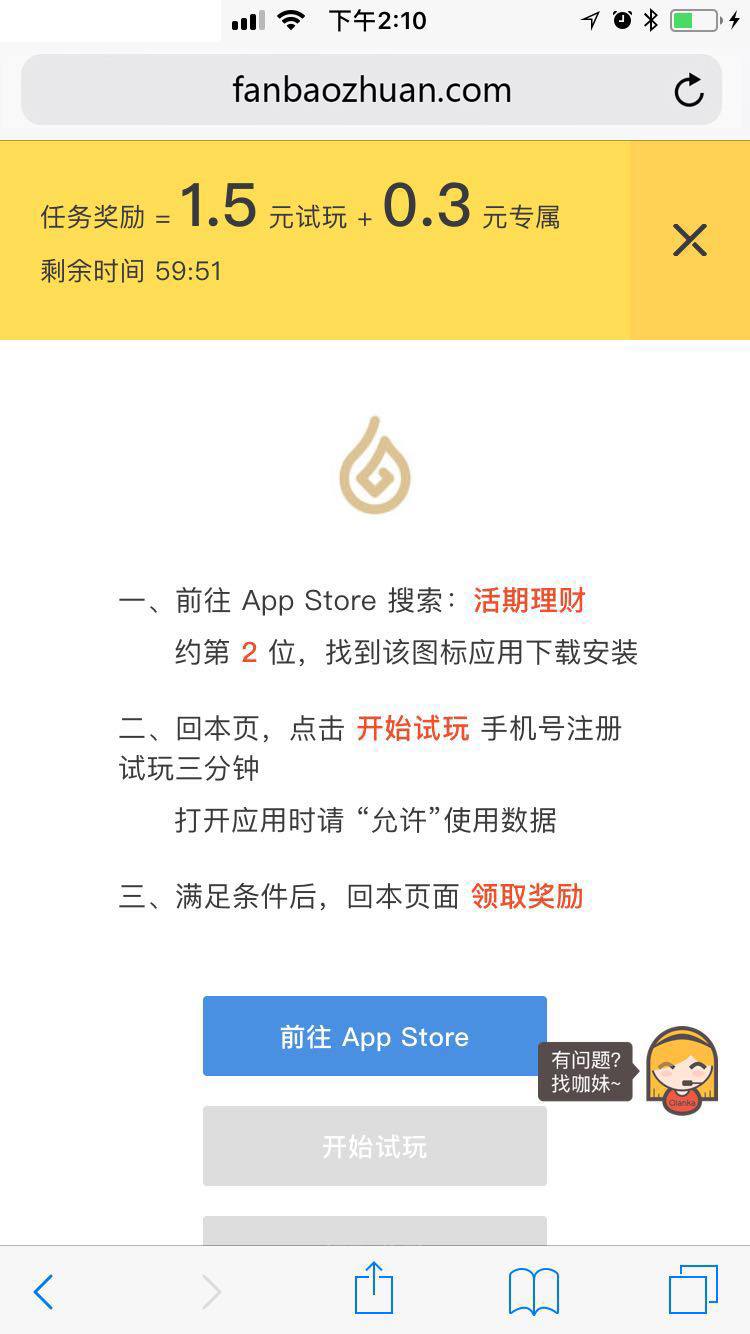 下午2:10
fanbaozhuan.com
任务奖励 = 1.5 元试玩 + 0.3 元专属
剩余时间 59:51
一、前往 App Store 搜索：活期理财
约第 2 位，找到该图标应用下载安装
二、回本页，点击 开始试玩 手机号注册
试玩三分钟
打开应用时请 “允许”使用数据
三、满足条件后，回本页面 领取奖励
前往 App Store
有问题?
找咖妹~
Qianka
开始试玩